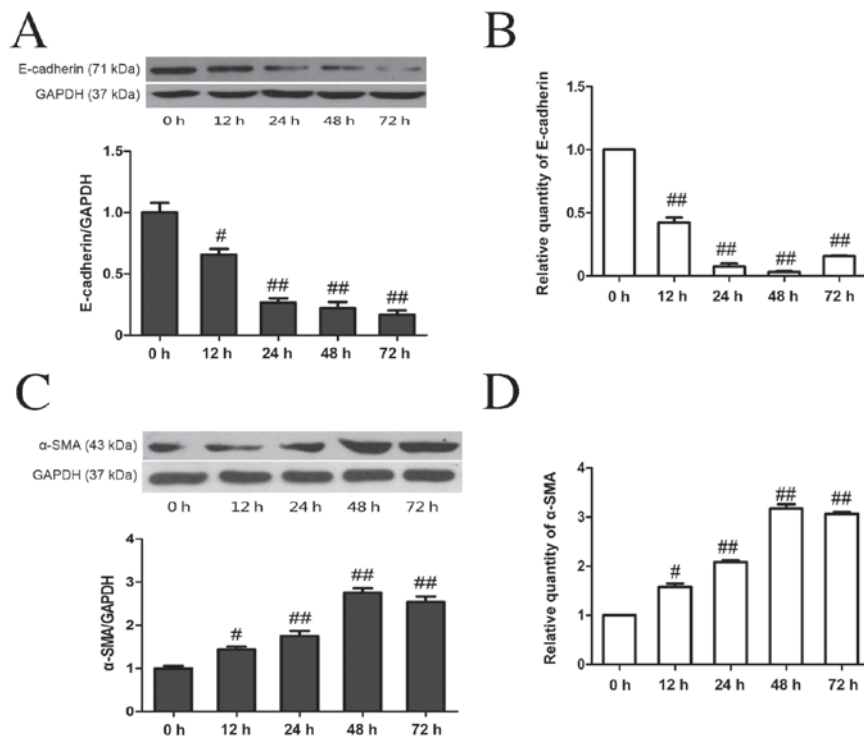 A
E-cadherin (71 kDa)
GAPDH (37 kDa)
0 h 12 h 24 h 48 h 72 h
E-cadherin/GAPDH
1.5
1.0
0.5
0
#
##
##
##
0 h 12 h 24 h 48 h 72 h
B
Relative quantity of E-cadherin
1.5
1.0
0.5
0
##
##
##
##
0 h 12 h 24 h 48 h 72 h
C
α-SMA (43 kDa)
GAPDH (37 kDa)
0 h 12 h 24 h 48 h 72 h
α-SMA/GAPDH
4
3
2
1
0
#
##
##
##
0 h 12 h 24 h 48 h 72 h
D
Relative quantity of α-SMA
4
3
2
1
0
#
##
##
##
0 h 12 h 24 h 48 h 72 h